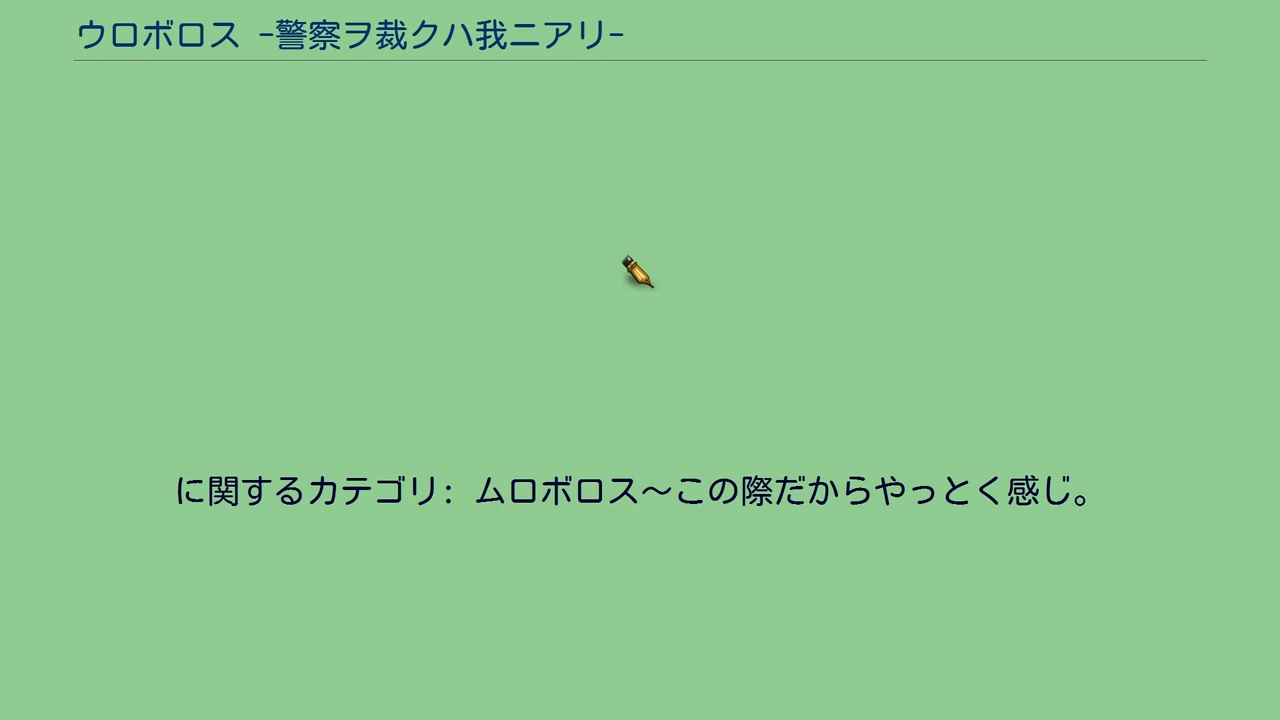 ウロボロス -警察ヲ裁クハ我ニアリ-
に関するカテゴリ: ムロボロス〜この際だからやっとく感じ。